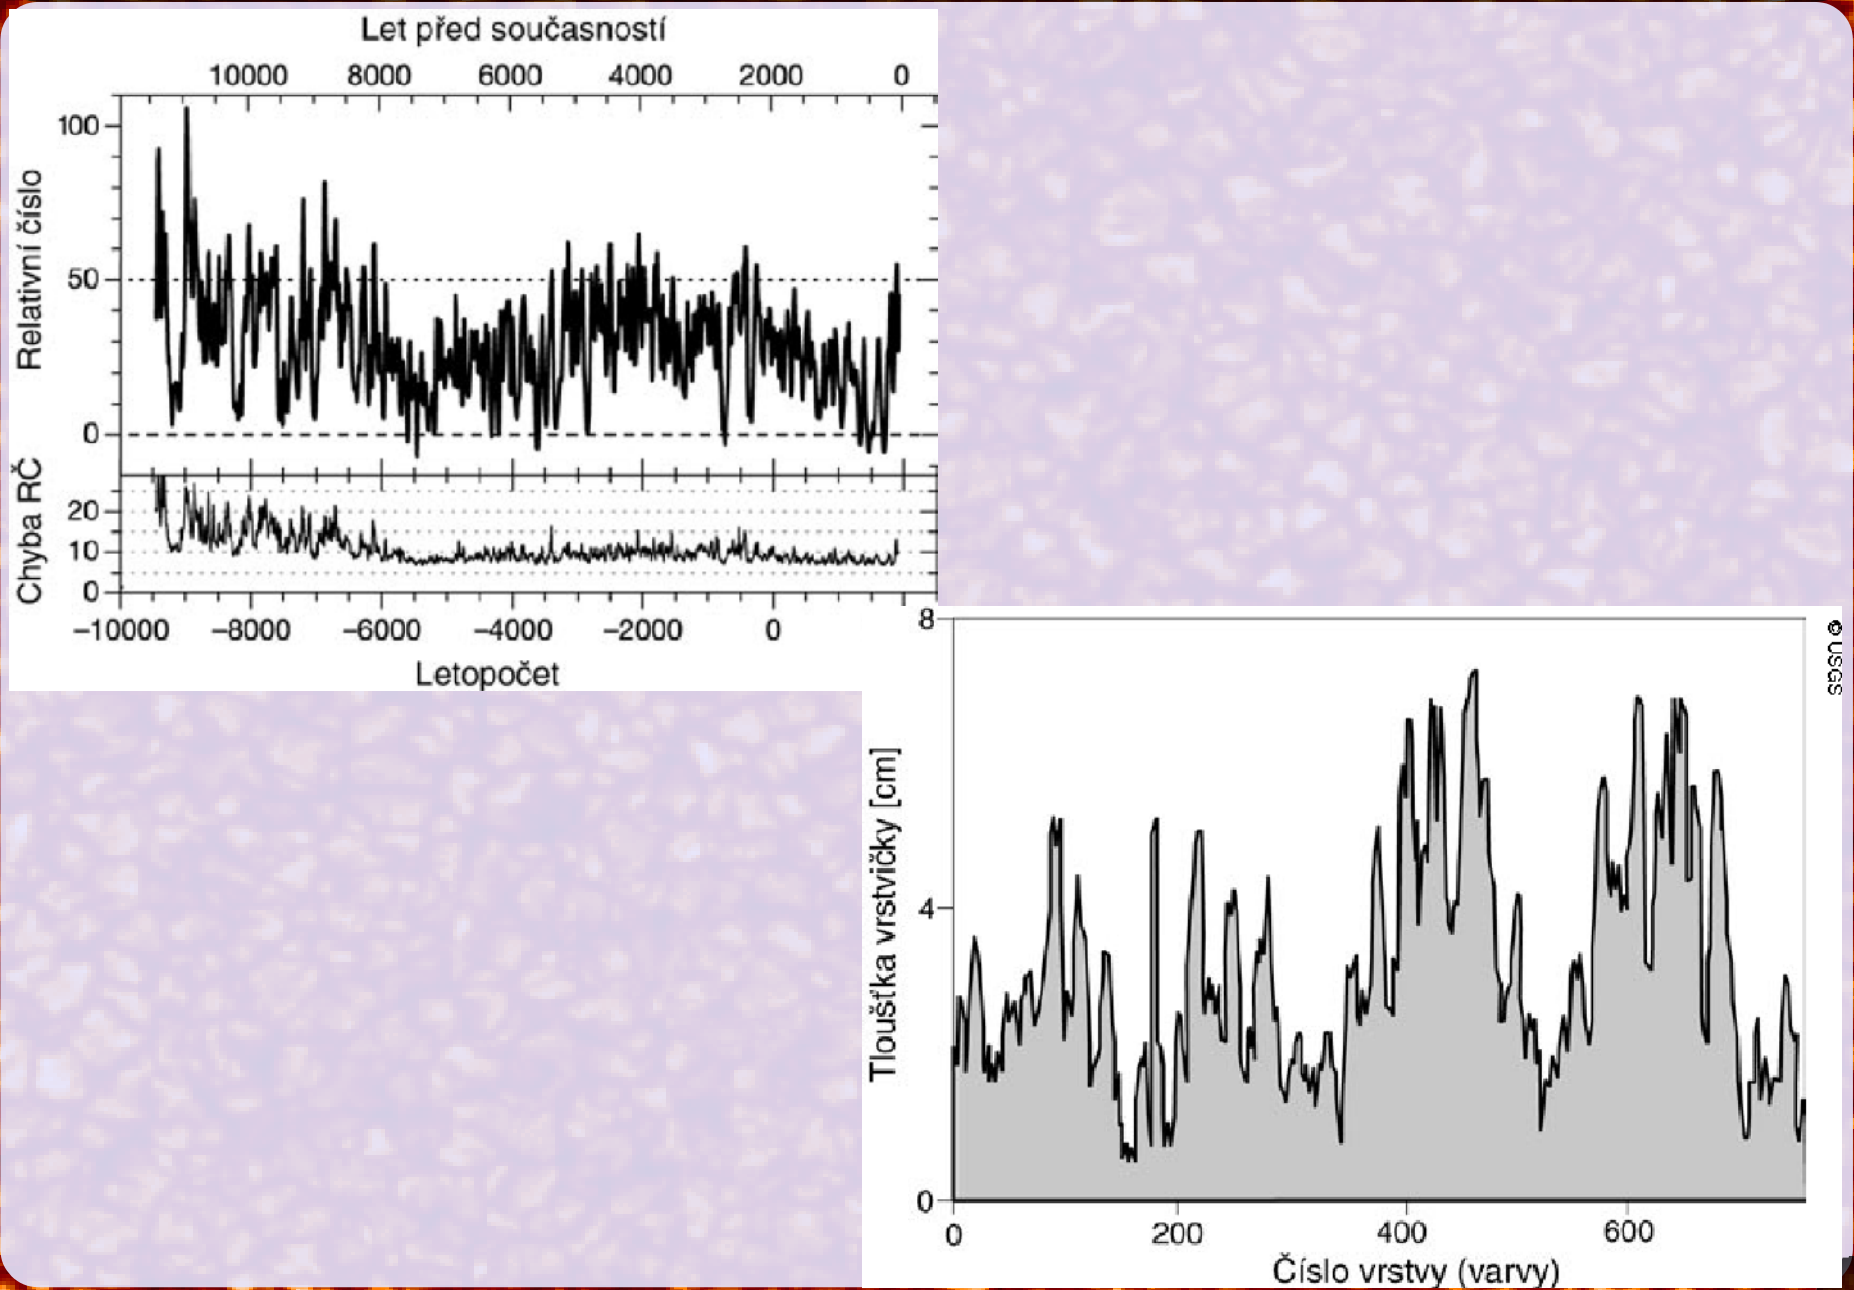 Let před současností
10000 8000 6000 4000 2000 0
Relativní číslo
100
50
0
Chyba RČ
20
10
0
−10000 −8000 −6000 −4000 −2000 0
Letopočet
© USGS
Tloušťka vrstvičky [cm]
8
4
0
0 200 400 600
Číslo vrstvy (varvy)